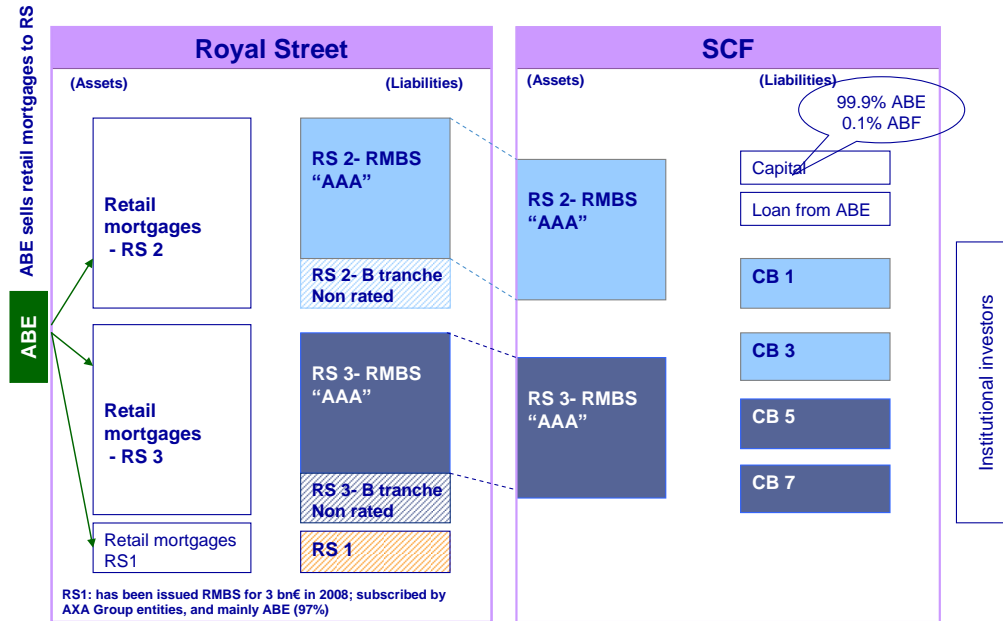 ABE sells retail mortgages to RS
ABE
Royal Street
(Assets)
(Liabilities)
Retail
mortgages
- RS 2
RS 2- RMBS
“AAA”
RS 2- B tranche
Non rated
Retail
mortgages
- RS 3
RS 3- RMBS
“AAA”
RS 3- B tranche
Non rated
Retail mortgages
RS1
RS 1
RS1: has been issued RMBS for 3 bn€ in 2008; subscribed by
AXA Group entities, and mainly ABE (97%)
SCF
(Assets)
(Liabilities)
99.9% ABE
0.1% ABF
Capital
Loan from ABE
RS 2- RMBS
“AAA”
CB 1
CB 3
RS 3- RMBS
“AAA”
CB 5
CB 7
Institutional investors